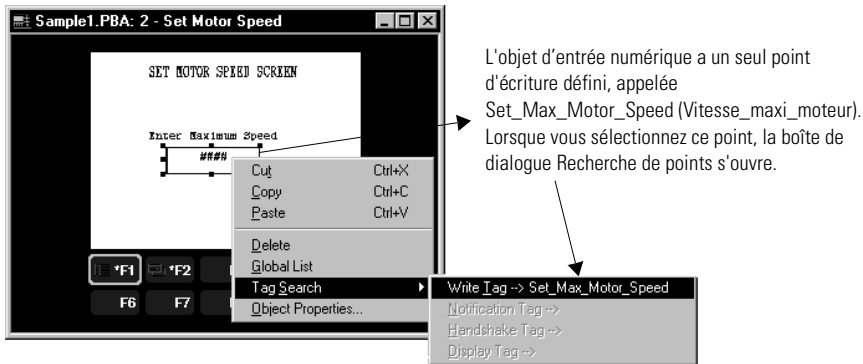 Sample1.PBA: 2 - Set Motor Speed
SET MOTOR SPEED SCREEN
Enter Maximum Speed
####
Cut Ctrl+X
Copy Ctrl+C
Paste Ctrl+V
Delete
Global List
Tag Search
Object Properties...
*F1
*F2
F6
F7
Write Tag --> Set_Max_Motor_Speed
Notification Tag -->
Handshake Tag -->
Display Tag -->
L'objet d’entrée numérique a un seul point
d'écriture défini, appelée
Set_Max_Motor_Speed (Vitesse_maxi_moteur).
Lorsque vous sélectionnez ce point, la boîte de
dialogue Recherche de points s'ouvre.